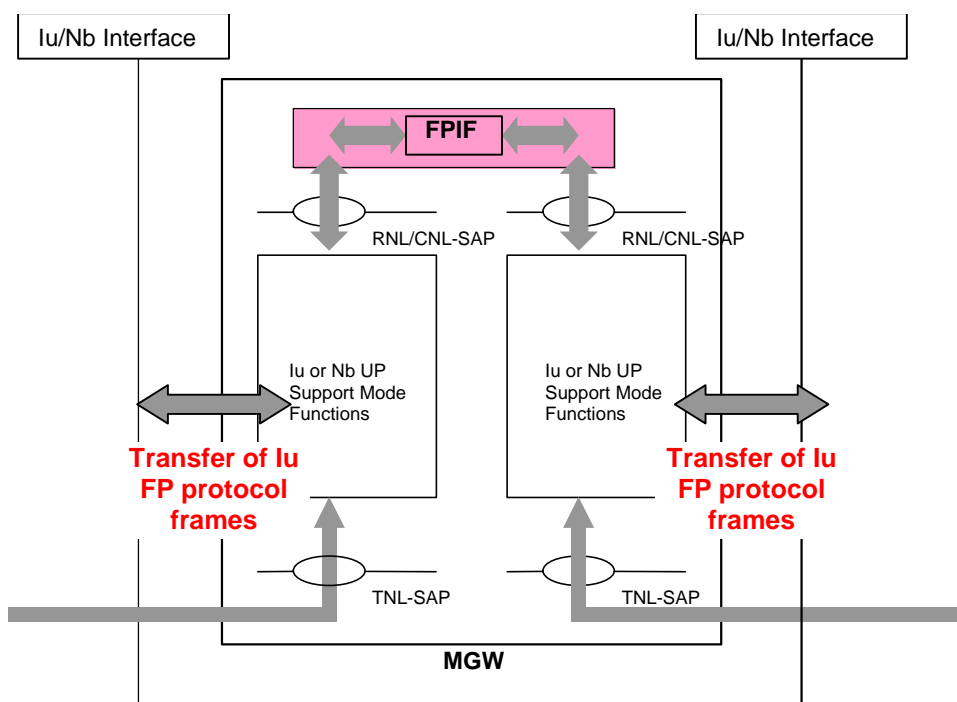 Iu/Nb Interface
Iu/Nb Interface
FPIF
RNL/CNL-SAP
RNL/CNL-SAP
Iu or Nb UP
Support Mode
Functions
Iu or Nb UP
Support Mode
Functions
Transfer of Iu
FP protocol
frames
Transfer of Iu
FP protocol
frames
TNL-SAP
TNL-SAP
MGW